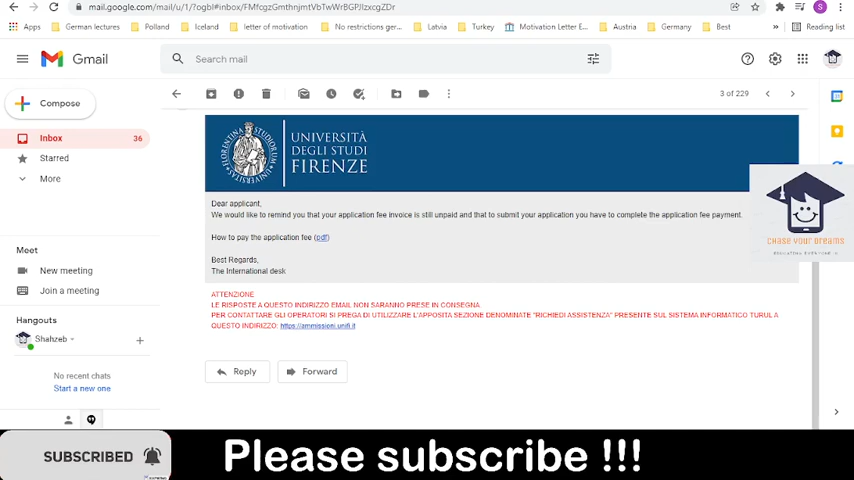 mail.google.com/mail/u/1/?ogbl#inbox/FMfcgzGmthnjmtVbTwWrBGPJlzxcgZDr
Apps
German lectures
Polland
Iceland
letter of motivation
No restrictions ger...
Latvia
Turkey
Motivation Letter E...
Austria
Germany
Best
»
Reading list
S
Gmail
Search mail
Compose
3 of 229
Inbox 36
Starred
More
UNIVERSITÀ
DEGLI STUDI
FIRENZE
Dear applicant,
We would like to remind you that your application fee invoice is still unpaid and that to submit your application you have to complete the application fee payment.
How to pay the application fee (pdf)
Best Regards,
The International desk
ATTENZIONE
LE RISPOSTE A QUESTO INDIRIZZO EMAIL NON SARANNO PRESE IN CONSEGNA.
PER CONTATTARE GLI OPERATORI SI PREGA DI UTILIZZARE L'APPOSITA SEZIONE DENOMINATE "RICHIEDI ASSISTENZA" PRESENTE SUL SISTEMA INFORMATICO TURUL A
QUESTO INDIRIZZO: https://ammissioni.unifi.it
Reply
Forward
CHASE YOUR DREAMS
EDUCATING EVERYONE
Meet
New meeting
Join a meeting
Hangouts
Shahzeb
No recent chats
Start a new one
SUBSCRIBED
Please subscribe !!!